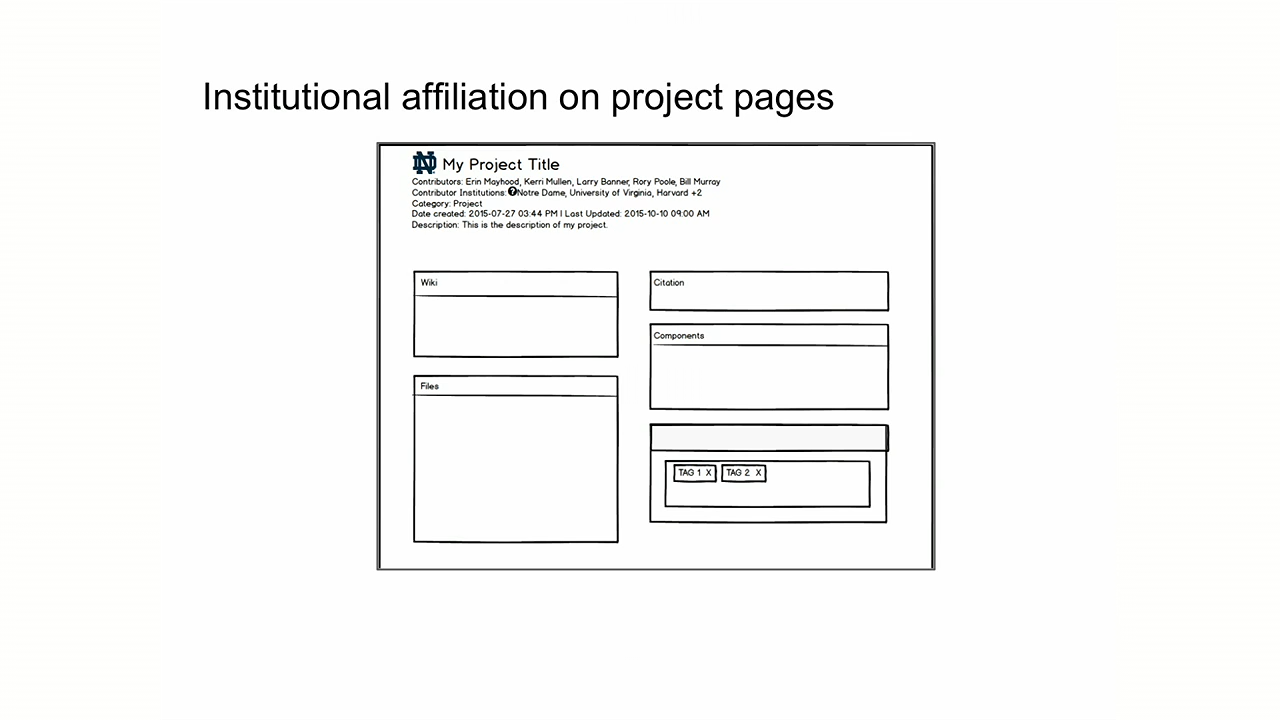 Institutional affiliation on project pages
ND My Project Title
Contributors: Erin Mayhood, Kerri Mullen, Larry Banner, Rory Poole, Bill Murray
Contributor Institutions: ? Notre Dame, University of Virginia, Harvard +2
Category: Project
Date created: 2015-07-27 03:44 PM | Last Updated: 2015-10-10 09:00 AM
Description: This is the description of my project.
Wiki
Files
Citation
Components
TAG 1 X TAG 2 X